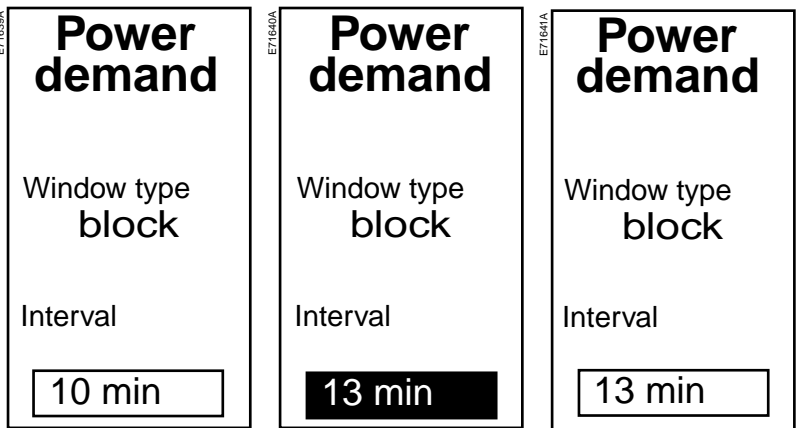 E71639A
Power
demand
Window type
block
Interval
10 min
E71640A
Power
demand
Window type
block
Interval
13 min
E71641A
Power
demand
Window type
block
Interval
13 min